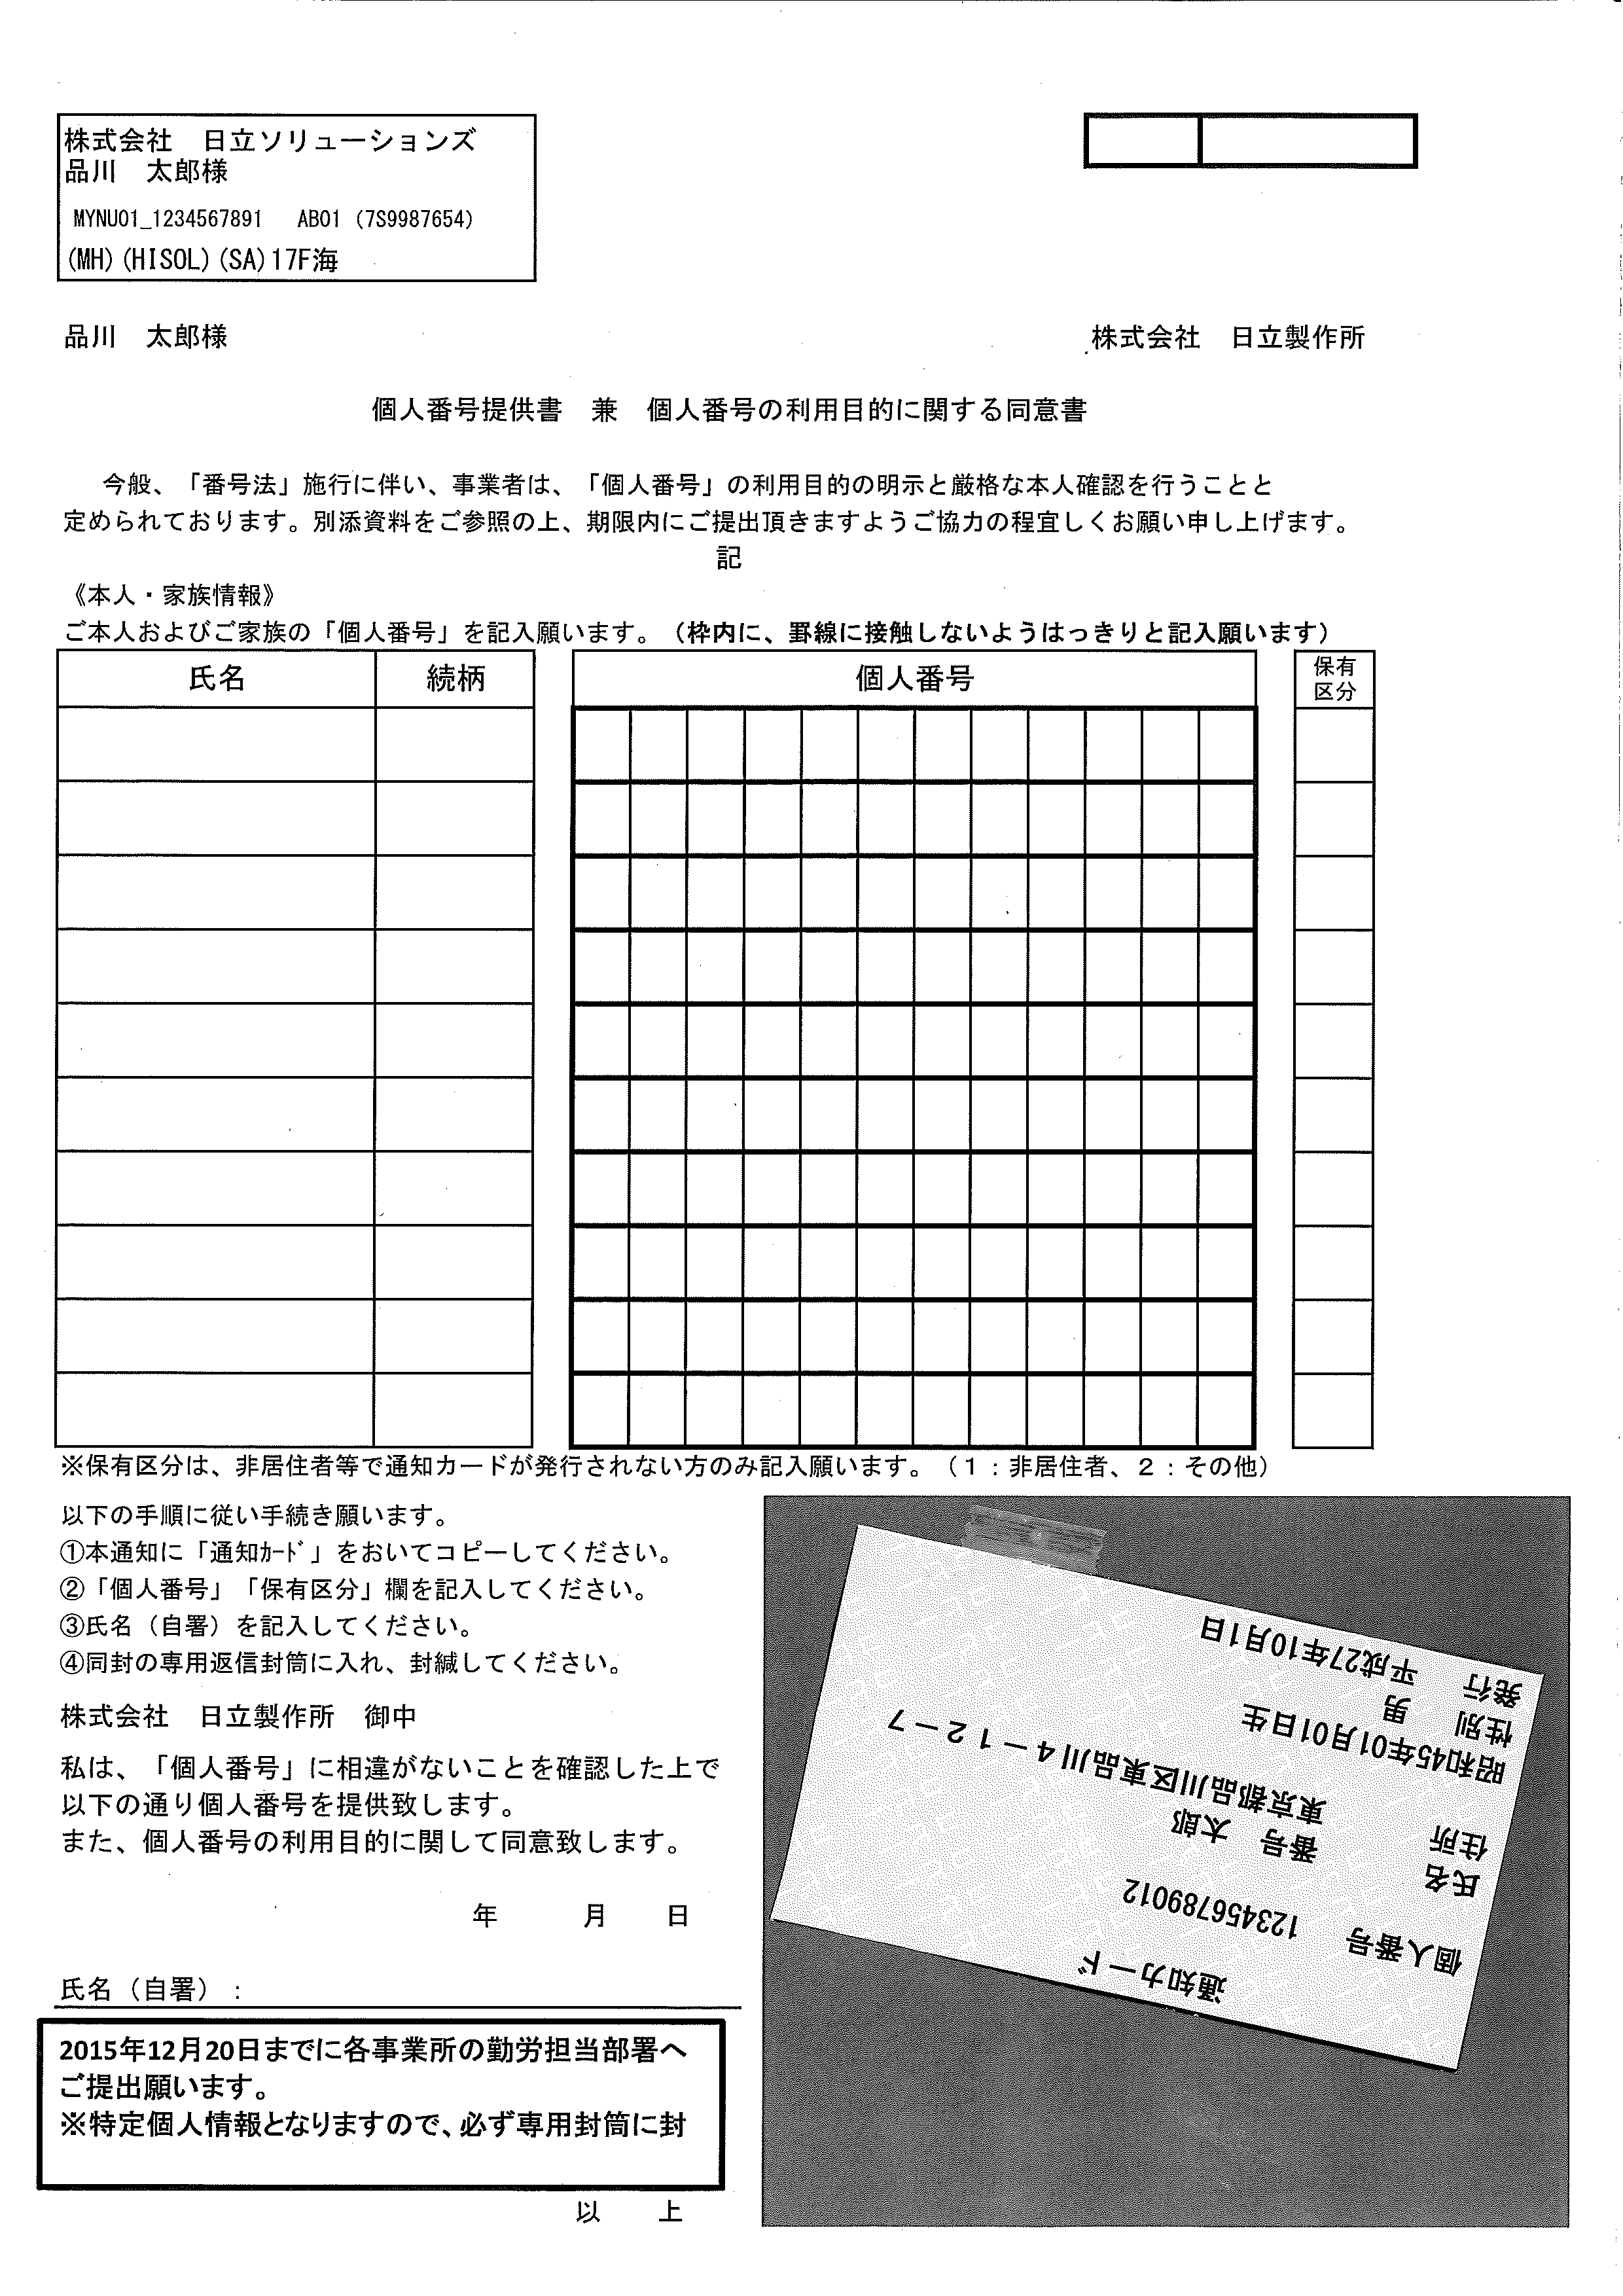 株式会社　日立ソリューションズ
品川　太郎様
MYNU01_1234567891　AB01 (7S9987654)
(MH)(HISOL)(SA)17F海
品川　太郎様
株式会社　日立製作所
個人番号提供書　兼　個人番号の利用目的に関する同意書
今般、「番号法」施行に伴い、事業者は、「個人番号」の利用目的の明示と厳格な本人確認を行うことと
定められております。別添資料をご参照の上、期限内にご提出頂きますようご協力の程宜しくお願い申し上げます。
記
《本人・家族情報》
ご本人およびご家族の「個人番号」を記入願います。（枠内に、罫線に接触しないようはっきりと記入願います）
氏名　続柄　個人番号　保有
区分
※保有区分は、非居住者等で通知カードが発行されない方のみ記入願います。（１：非居住者、２：その他）
以下の手順に従い手続き願います。
①本通知に「通知ｶｰﾄﾞ」をおいてコピーしてください。
②「個人番号」「保有区分」欄を記入してください。
③氏名（自署）を記入してください。
④同封の専用返信封筒に入れ、封緘してください。
株式会社　日立製作所　御中
私は、「個人番号」に相違がないことを確認した上で
以下の通り個人番号を提供致します。
また、個人番号の利用目的に関して同意致します。
年　月　日
氏名（自署）：
2015年12月20日までに各事業所の勤労担当部署へ
ご提出願います。
※特定個人情報となりますので、必ず専用封筒に封
以　上
通知カード
個人番号　123456789012
氏名　番号　太郎
住所　東京都品川区東品川４－１２－７
昭和45年01月01日生
性別　男
発行　平成27年10月1日